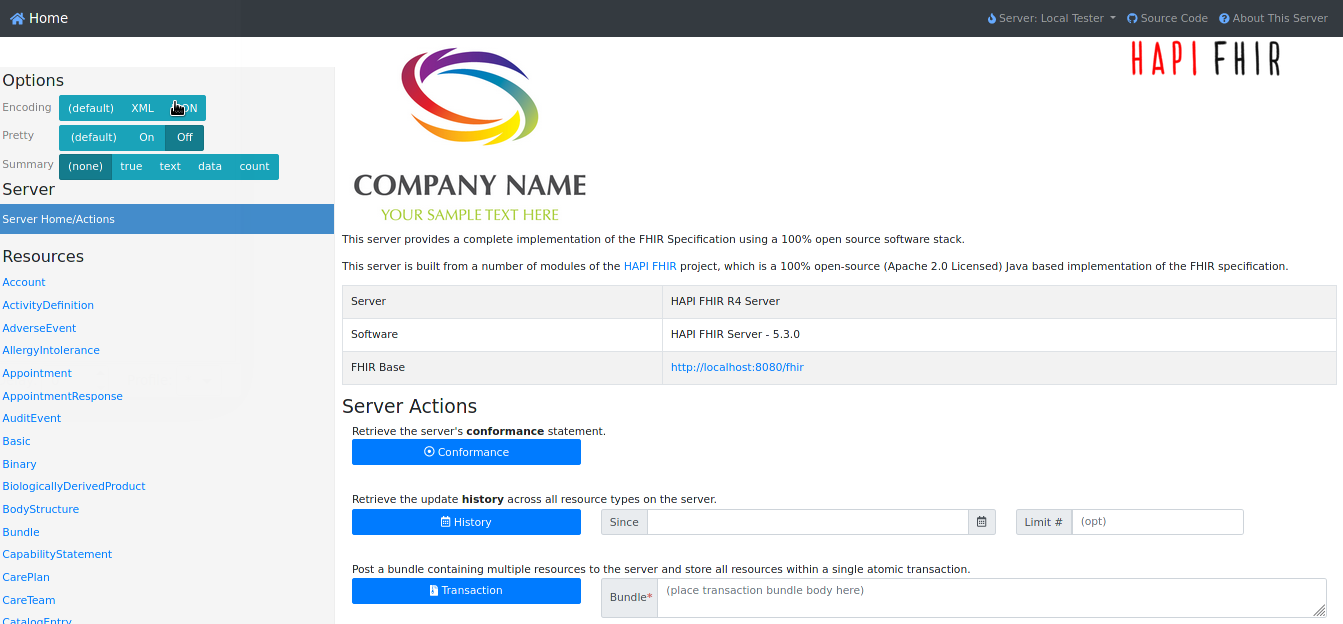 Home
Server: Local Tester
Source Code
About This Server
HAPI FHIR
Options
Encoding (default) XML
Pretty (default) On Off
Summary (none) true text data count
Server
Server Home/Actions
Resources
Account
ActivityDefinition
AdverseEvent
AllergyIntolerance
Appointment
AppointmentResponse
AuditEvent
Basic
Binary
BiologicallyDerivedProduct
BodyStructure
Bundle
CapabilityStatement
CarePlan
CareTeam
CatalogEntry
COMPANY NAME
YOUR SAMPLE TEXT HERE
This server provides a complete implementation of the FHIR Specification using a 100% open source software stack.
This server is built from a number of modules of the HAPI FHIR project, which is a 100% open-source (Apache 2.0 Licensed) Java based implementation of the FHIR specification.
Server HAPI FHIR R4 Server
Software HAPI FHIR Server - 5.3.0
FHIR Base http://localhost:8080/fhir
Server Actions
Retrieve the server's conformance statement.
Conformance
Retrieve the update history across all resource types on the server.
History Since Limit # (opt)
Post a bundle containing multiple resources to the server and store all resources within a single atomic transaction.
Transaction Bundle* (place transaction bundle body here)